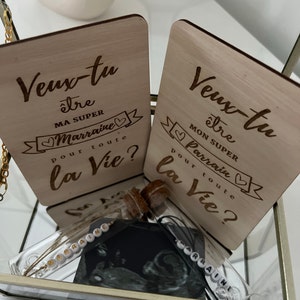 Veux-tu
être
MA SUPER
Marraine
pour toute
la Vie ?
Veux-tu
être
MON SUPER
Parrain
pour toute
la Vie ?